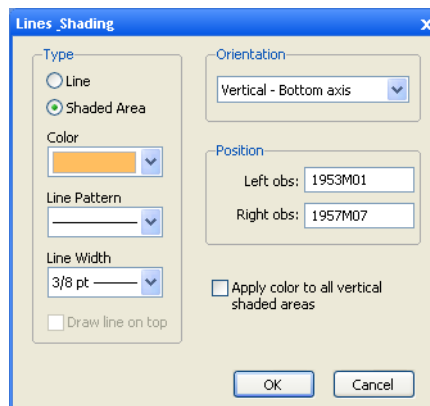 Lines_Shading
Type
Line
Shaded Area
Color
Line Pattern
Line Width
3/8 pt
Draw line on top
Orientation
Vertical - Bottom axis
Position
Left obs: 1953M01
Right obs: 1957M07
Apply color to all vertical
shaded areas
OK
Cancel